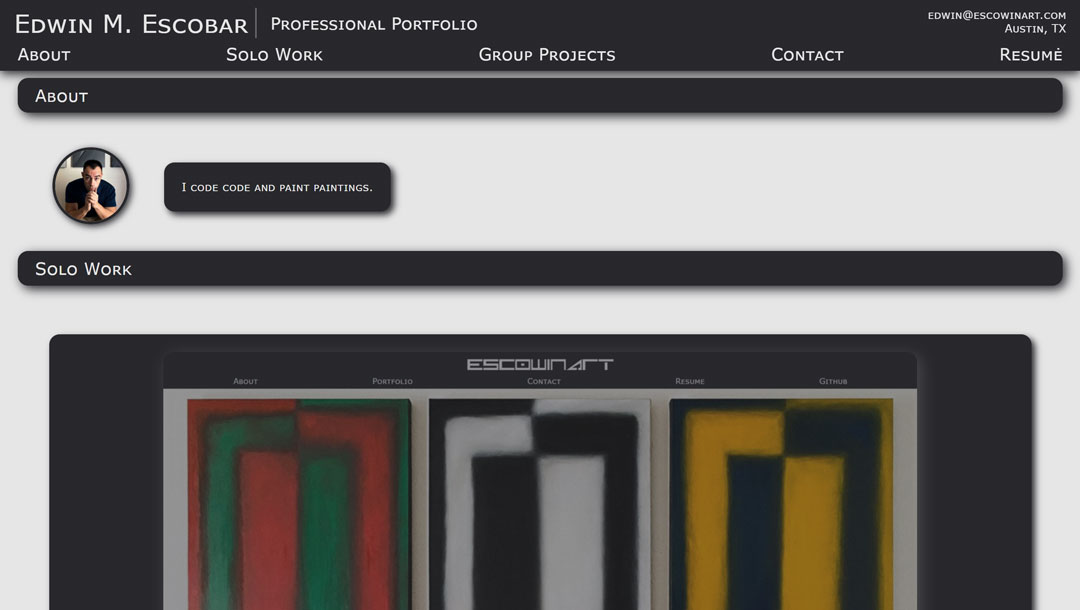 Edwin M. Escobar
Professional Portfolio
edwin@escowinart.com
Austin, TX
About
Solo Work
Group Projects
Contact
Resumė
About
I code code and paint paintings.
Solo Work
ESCOWINART
About
Portfolio
Contact
Resume
Github